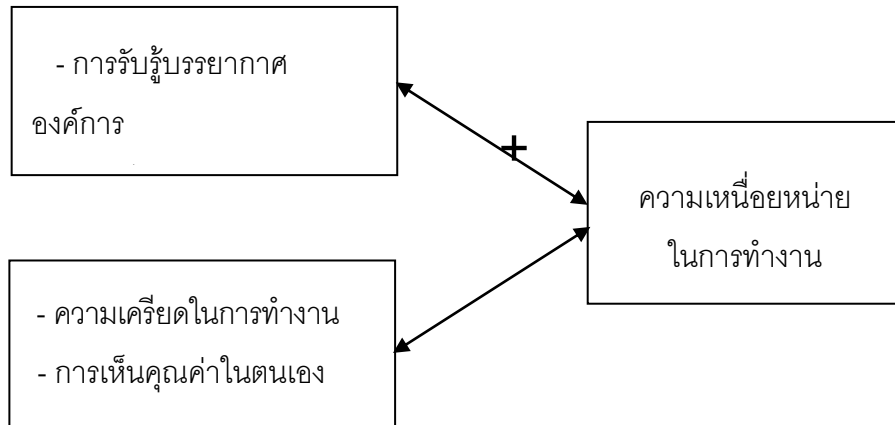 - การรับรู้บรรยากาศ
องค์การ
+
ความเหนื่อยหน่าย
ในการทำงาน
- ความเครียดในการทำงาน
- การเห็นคุณค่าในตนเอง